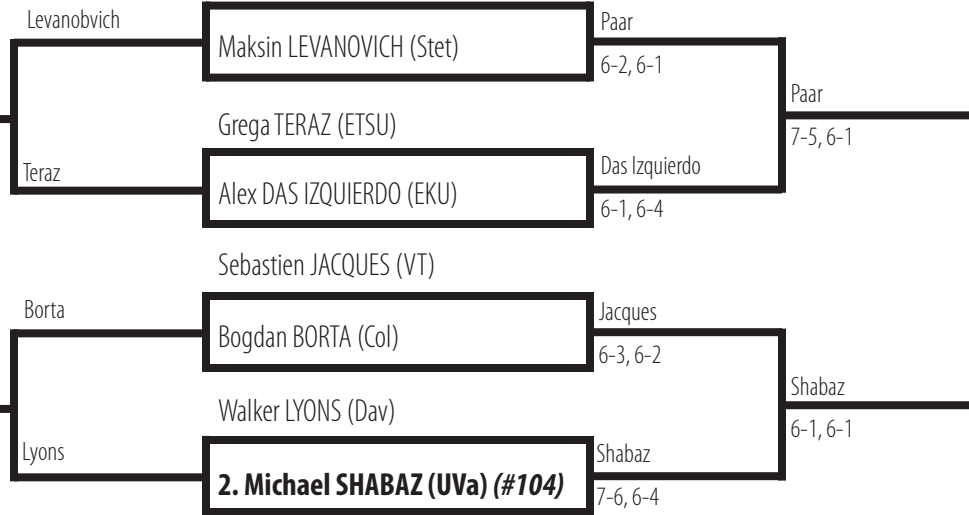 Levanobvich
Maksin LEVANOVICH (Stet)
Paar
6-2, 6-1
Paar
7-5, 6-1
Grega TERAZ (ETSU)
Teraz
Alex DAS IZQUIERDO (EKU)
Das Izquierdo
6-1, 6-4
Sebastien JACQUES (VT)
Borta
Bogdan BORTA (Col)
Jacques
6-3, 6-2
Shabaz
6-1, 6-1
Walker LYONS (Dav)
Lyons
2. Michael SHABAZ (UVa) (#104)
Shabaz
7-6, 6-4